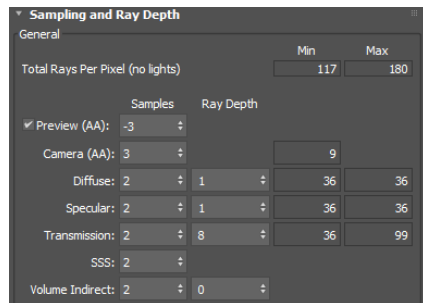 Sampling and Ray Depth
General
Min Max
Total Rays Per Pixel (no lights) 117 180
Samples Ray Depth
Preview (AA): -3
Camera (AA): 3 9
Diffuse: 2 1 36 36
Specular: 2 1 36 36
Transmission: 2 8 36 99
SSS: 2
Volume Indirect: 2 0